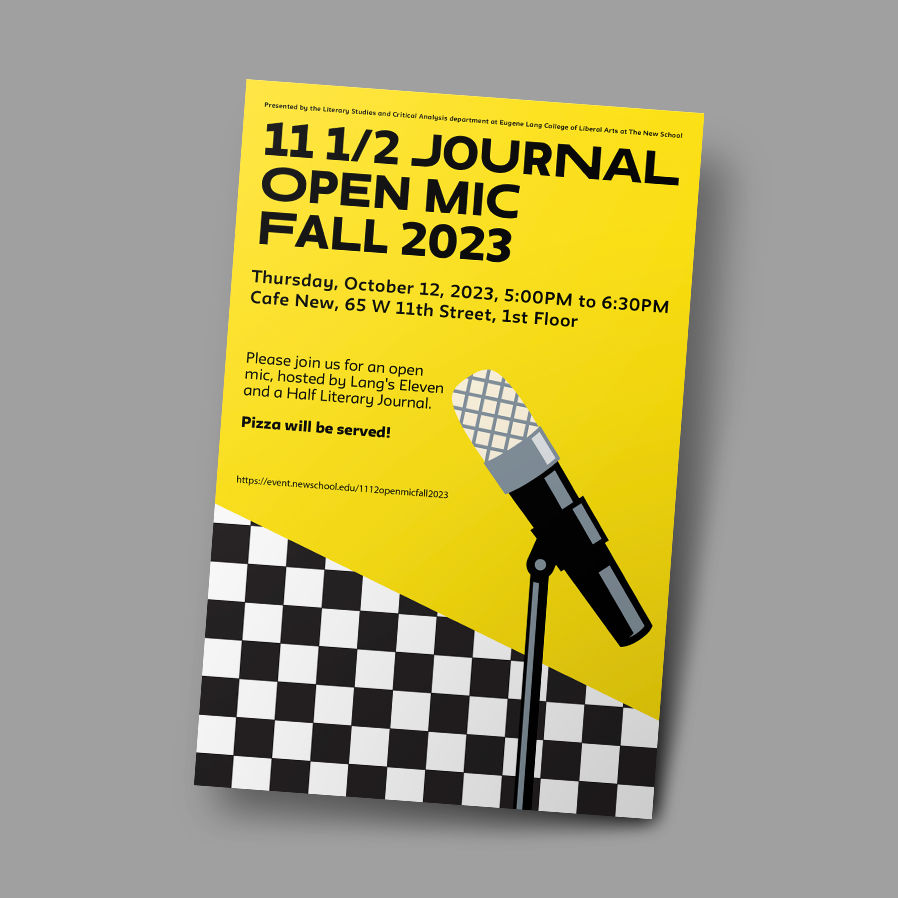 Presented by the Literary Studies and Critical Analysis department at Eugene Lang College of Liberal Arts at The New School
11 1/2 JOURNAL
OPEN MIC
FALL 2023
Thursday, October 12, 2023, 5:00PM to 6:30PM
Cafe New, 65 W 11th Street, 1st Floor
Please join us for an open
mic, hosted by Lang's Eleven
and a Half Literary Journal.
Pizza will be served!
https://event.newschool.edu/1112openmicfall2023